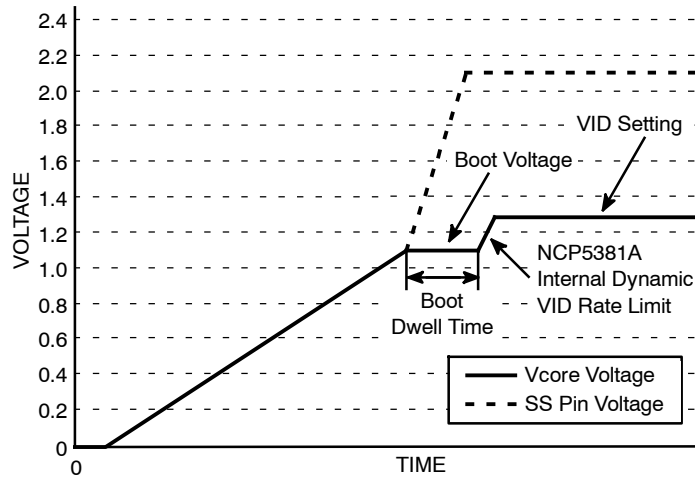 2.4
2.2
2.0
1.8
1.6
1.4
1.2
1.0
0.8
0.6
0.4
0.2
0
VOLTAGE
0
TIME
VID Setting
Boot Voltage
NCP5381A
Internal Dynamic
VID Rate Limit
Boot
Dwell Time
Vcore Voltage
SS Pin Voltage